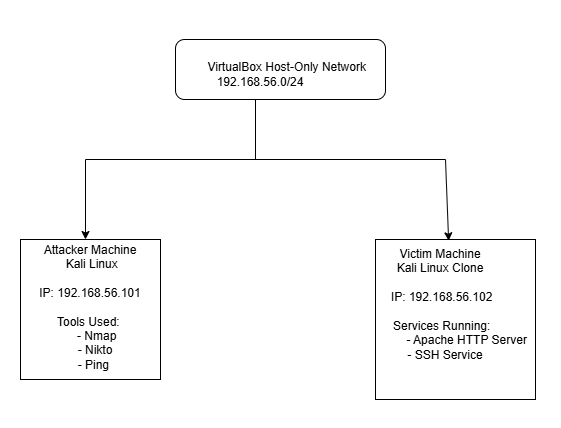 VirtualBox Host-Only Network
192.168.56.0/24
Attacker Machine
Kali Linux
IP: 192.168.56.101
Tools Used:
- Nmap
- Nikto
- Ping
Victim Machine
Kali Linux Clone
IP: 192.168.56.102
Services Running:
- Apache HTTP Server
- SSH Service